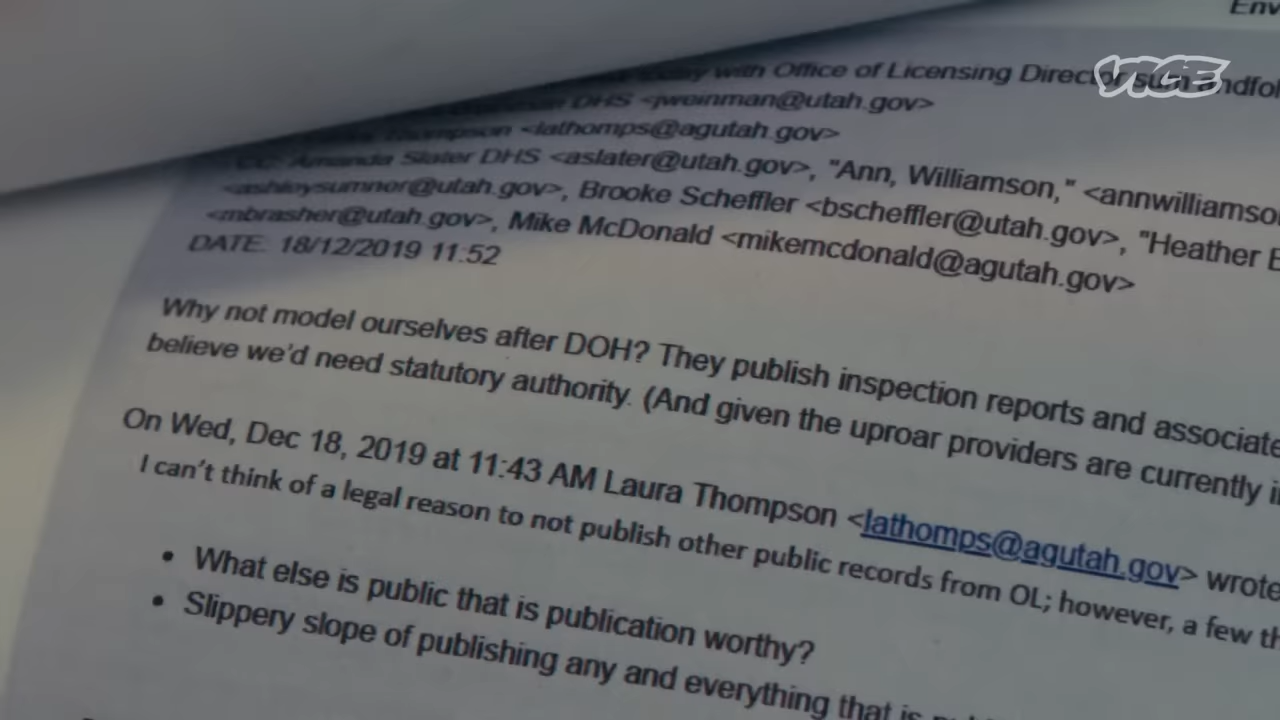 Env
VICE
with Office of Licensing Director sum andfol
DHS <jweinman@utah.gov>
Thompson <lathomps@agutah.gov>
CC: Amanda Slater DHS <aslater@utah.gov>, "Ann, Williamson," <annwilliamso
<ashleysumner@utah.gov>, Brooke Scheffler <bscheffler@utah.gov>, "Heather B
<mbrasher@utah.gov>, Mike McDonald <mikemcdonald@agutah.gov>
DATE: 18/12/2019 11:52
Why not model ourselves after DOH? They publish inspection reports and associate
believe we'd need statutory authority. (And given the uproar providers are currently i
On Wed, Dec 18, 2019 at 11:43 AM Laura Thompson <lathomps@agutah.gov> wrote
I can't think of a legal reason to not publish other public records from OL; however, a few th
• What else is public that is publication worthy?
• Slippery slope of publishing any and everything that is